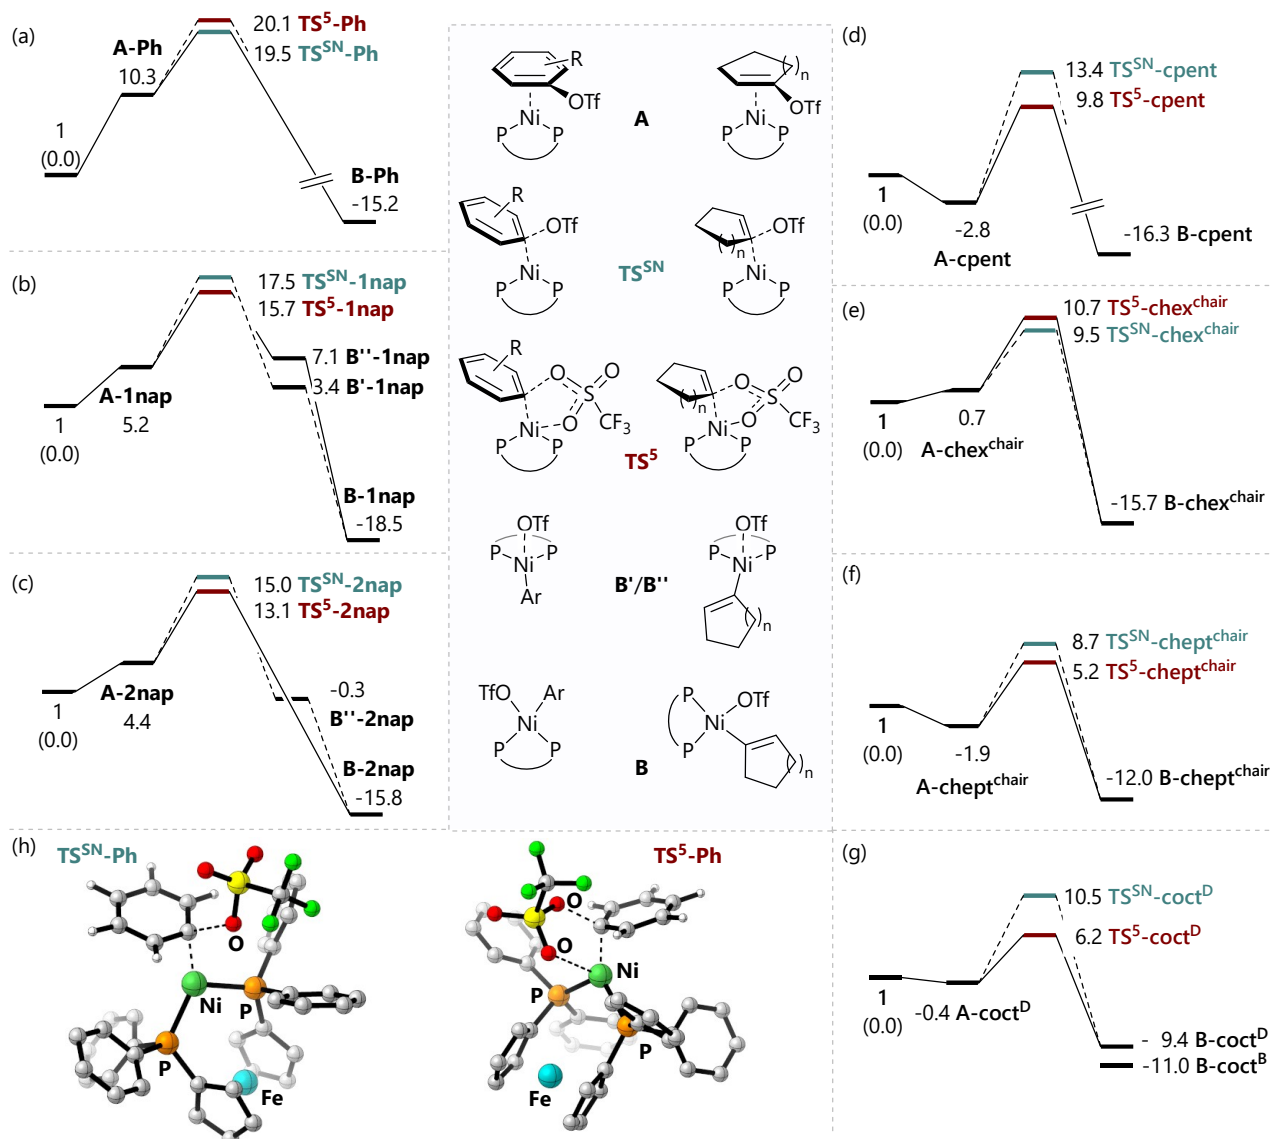 (a)
20.1 TS⁵-Ph
19.5 TSˢᴺ-Ph
A-Ph
10.3
1
(0.0)
B-Ph
-15.2
(b)
17.5 TSˢᴺ-1nap
15.7 TS⁵-1nap
7.1 B''-1nap
3.4 B'-1nap
A-1nap
5.2
1
(0.0)
B-1nap
-18.5
(c)
15.0 TSˢᴺ-2nap
13.1 TS⁵-2nap
A-2nap
4.4
1
(0.0)
-0.3
B''-2nap
B-2nap
-15.8
R
OTf
Ni
P P
A
( )n
OTf
Ni
P P
R
OTf
Ni
P P
TSˢᴺ
( )n
OTf
Ni
P P
R
O O
S
O CF₃
Ni
P P
TS⁵
( )n
O O
S
O CF₃
Ni
P P
OTf
P P
Ni
Ar
B'/B''
OTf
P P
Ni
( )n
TfO Ar
Ni
P P
B
P
OTf
Ni
P
( )n
(d)
13.4 TSˢᴺ-cpent
9.8 TS⁵-cpent
1
(0.0)
-2.8
A-cpent
-16.3 B-cpent
(e)
10.7 TS⁵-chexᶜʰᵃⁱʳ
9.5 TSˢᴺ-chexᶜʰᵃⁱʳ
1
(0.0)
0.7
A-chexᶜʰᵃⁱʳ
-15.7 B-chexᶜʰᵃⁱʳ
(f)
8.7 TSˢᴺ-cheptᶜʰᵃⁱʳ
5.2 TS⁵-cheptᶜʰᵃⁱʳ
1
(0.0)
-1.9
A-cheptᶜʰᵃⁱʳ
-12.0 B-cheptᶜʰᵃⁱʳ
(g)
10.5 TSˢᴺ-coctᴰ
6.2 TS⁵-coctᴰ
1
(0.0)
-0.4 A-coctᴰ
- 9.4 B-coctᴰ
-11.0 B-coctᴮ
(h)
TSˢᴺ-Ph
O
Ni
P
P
Fe
TS⁵-Ph
O
O
Ni
P
P
Fe